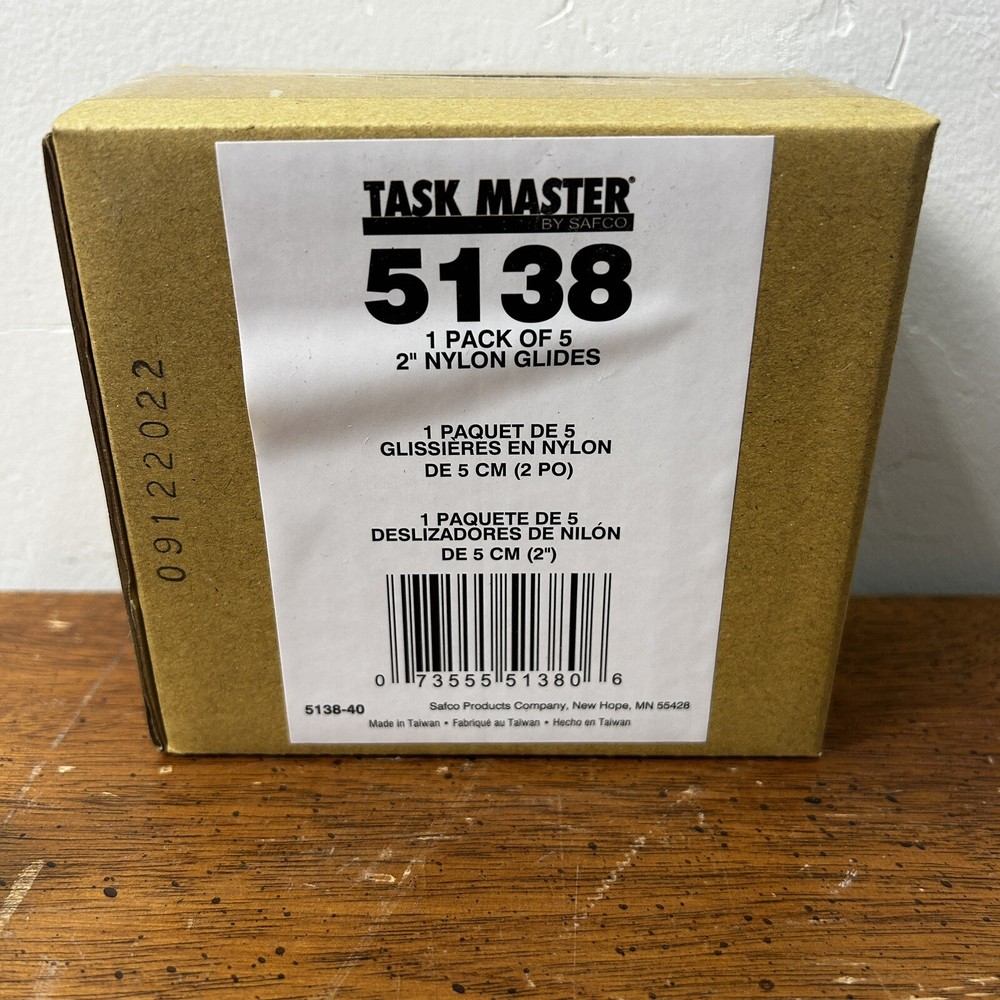 TASK MASTER®
BY SAFCO
5138
1 PACK OF 5
2" NYLON GLIDES
1 PAQUET DE 5
GLISSIÈRES EN NYLON
DE 5 CM (2 PO)
1 PAQUETE DE 5
DESLIZADORES DE NILÓN
DE 5 CM (2")
0 73555 51380 6
5138-40 Safco Products Company, New Hope, MN 55428
Made in Taiwan • Fabriqué au Taiwan • Hecho en Taiwan
09122022